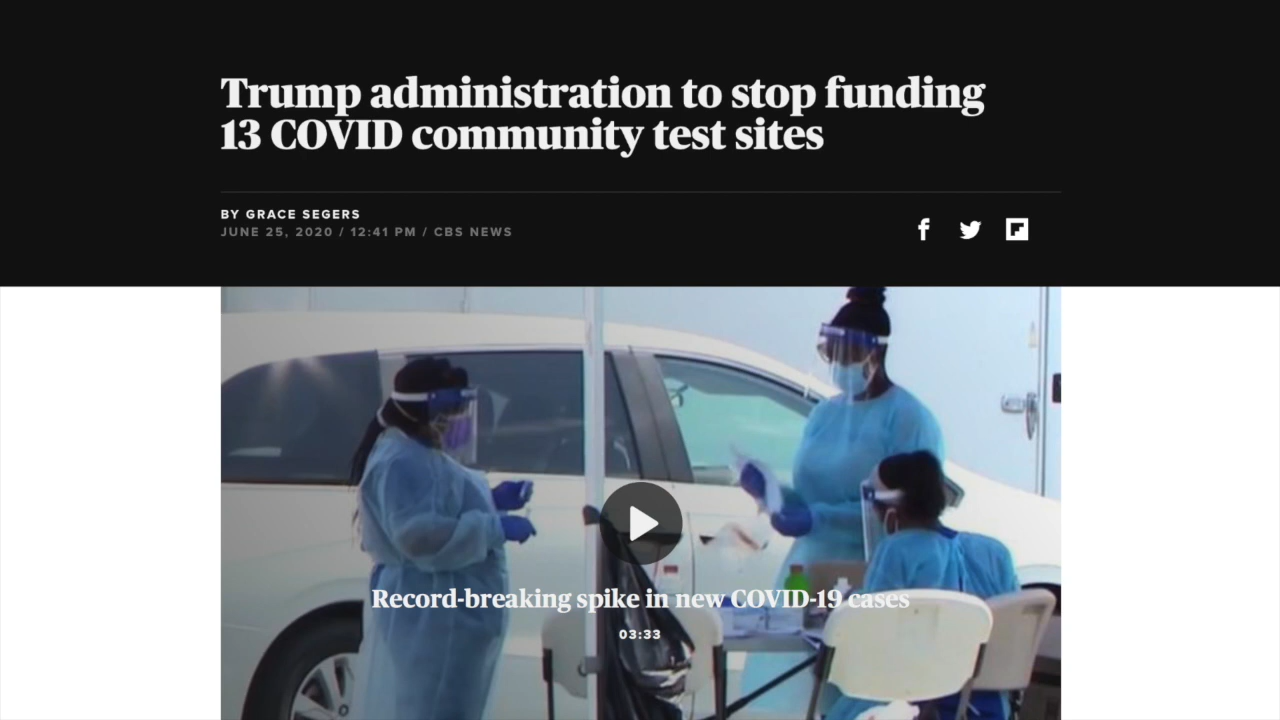 Trump administration to stop funding
13 COVID community test sites
BY GRACE SEGERS
JUNE 25, 2020 / 12:41 PM / CBS NEWS
Record-breaking spike in new COVID-19 cases
03:33